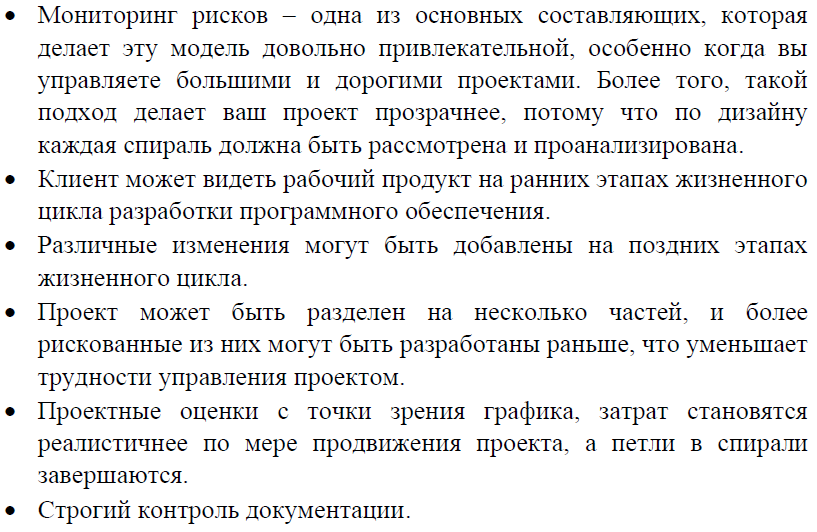 • Мониторинг рисков – одна из основных составляющих, которая
делает эту модель довольно привлекательной, особенно когда вы
управляете большими и дорогими проектами. Более того, такой
подход делает ваш проект прозрачнее, потому что по дизайну
каждая спираль должна быть рассмотрена и проанализирована.
• Клиент может видеть рабочий продукт на ранних этапах жизненного
цикла разработки программного обеспечения.
• Различные изменения могут быть добавлены на поздних этапах
жизненного цикла.
• Проект может быть разделен на несколько частей, и более
рискованные из них могут быть разработаны раньше, что уменьшает
трудности управления проектом.
• Проектные оценки с точки зрения графика, затрат становятся
реалистичнее по мере продвижения проекта, а петли в спирали
завершаются.
• Строгий контроль документации.